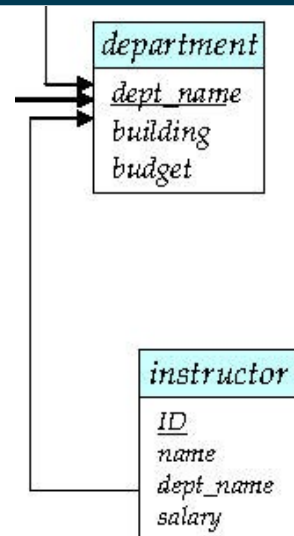 department
dept_name
building
budget
instructor
ID
name
dept_name
salary